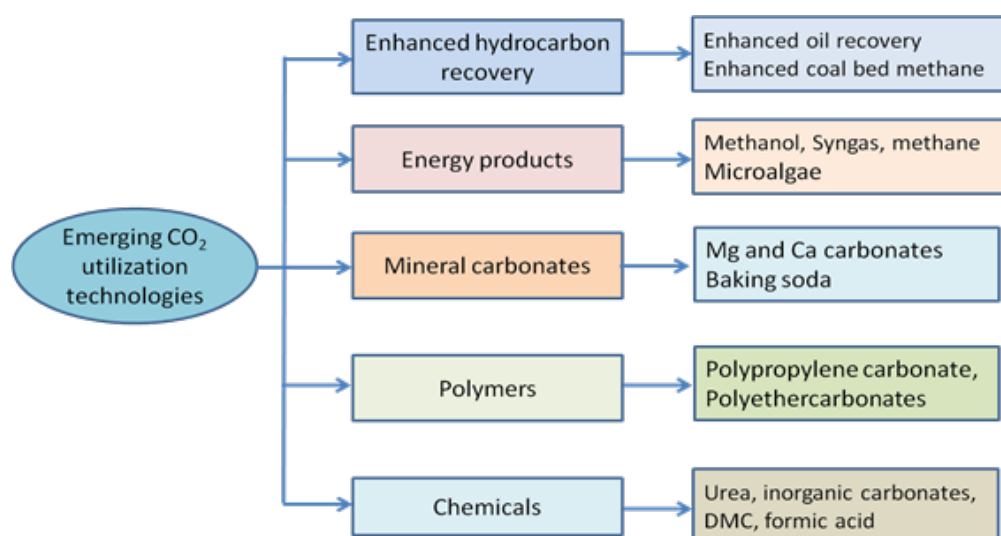 Emerging CO₂
utilization
technologies
Enhanced hydrocarbon
recovery
Enhanced oil recovery
Enhanced coal bed methane
Energy products
Methanol, Syngas, methane
Microalgae
Mineral carbonates
Mg and Ca carbonates
Baking soda
Polymers
Polypropylene carbonate,
Polyethercarbonates
Chemicals
Urea, inorganic carbonates,
DMC, formic acid